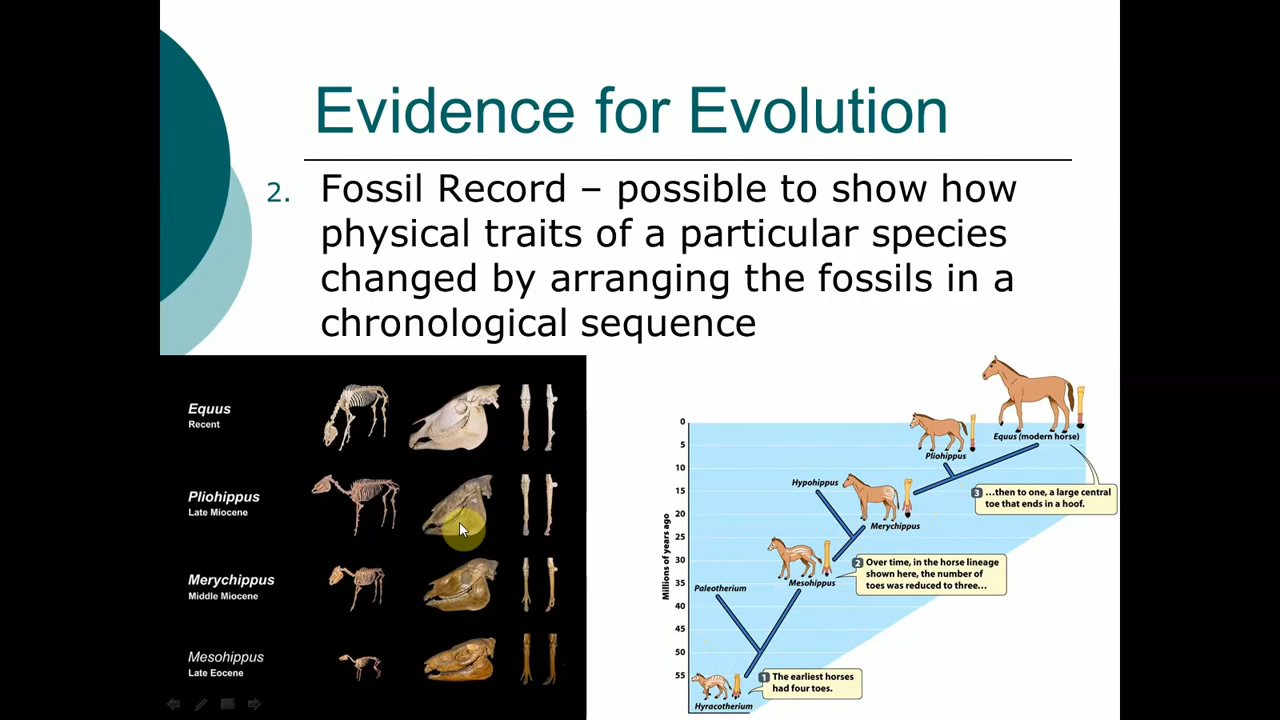 Evidence for Evolution
2. Fossil Record – possible to show how
physical traits of a particular species
changed by arranging the fossils in a
chronological sequence
Equus
Recent
Pliohippus
Late Miocene
Merychippus
Middle Miocene
Mesohippus
Late Eocene
Millions of years ago
0
5
10
15
20
25
30
35
40
45
50
55
Equus (modern horse)
Pliohippus
Hypohippus
Merychippus
3 ...then to one, a large central
toe that ends in a hoof.
Mesohippus
2 Over time, in the horse lineage
shown here, the number of
toes was reduced to three...
Paleotherium
1 The earliest horses
had four toes.
Hyracotherium